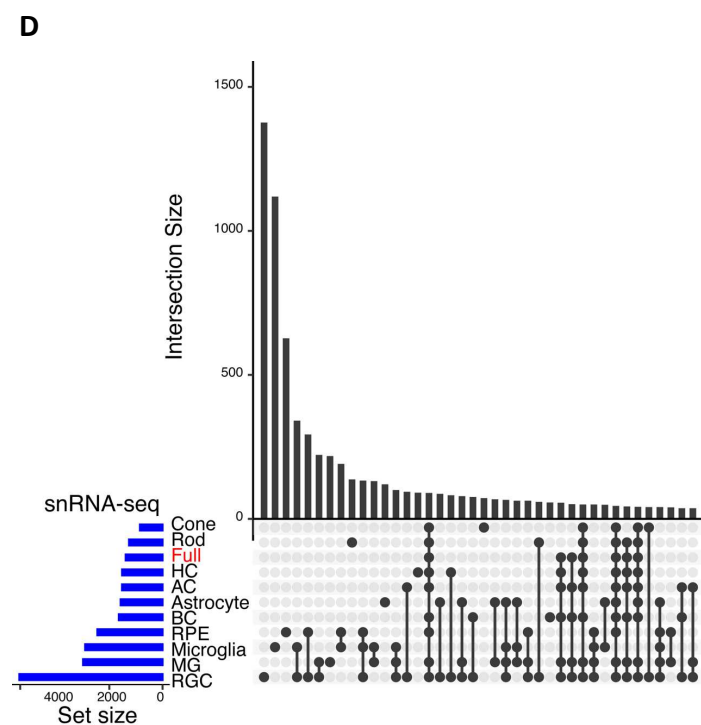 D
1500
1000
500
0
Intersection Size
snRNA-seq
Cone
Rod
Full
HC
AC
Astrocyte
BC
RPE
Microglia
MG
RGC
4000 2000 0
Set size